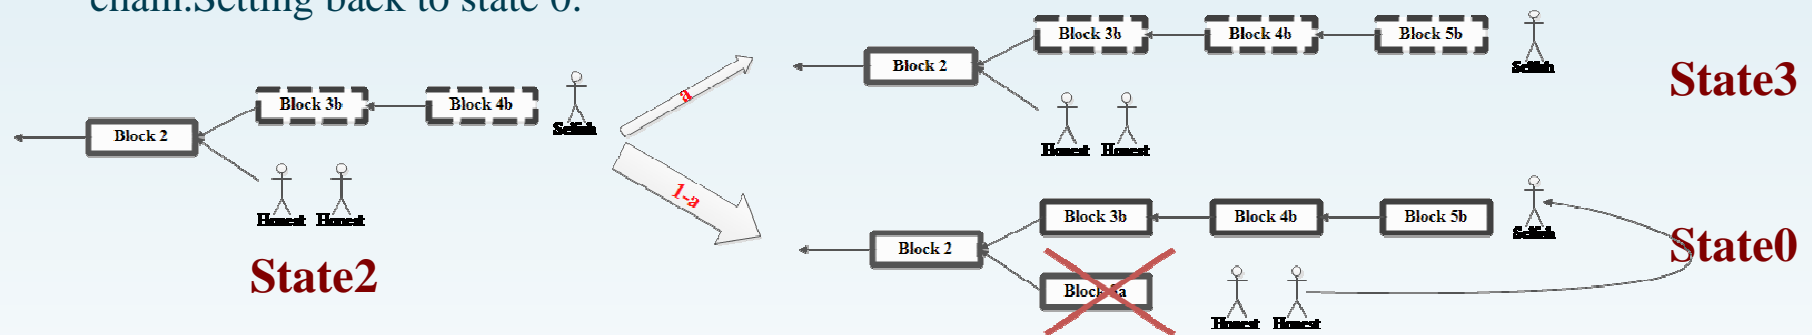 chain.Setting back to state 0.
Block 2
Block 3b
Block 4b
Selfish
Honest Honest
State2
a
1-a
Block 2
Block 3b
Block 4b
Block 5b
Selfish
Honest Honest
State3
Block 2
Block 3b
Block 4b
Block 5b
Selfish
Block 3a
Honest Honest
State0